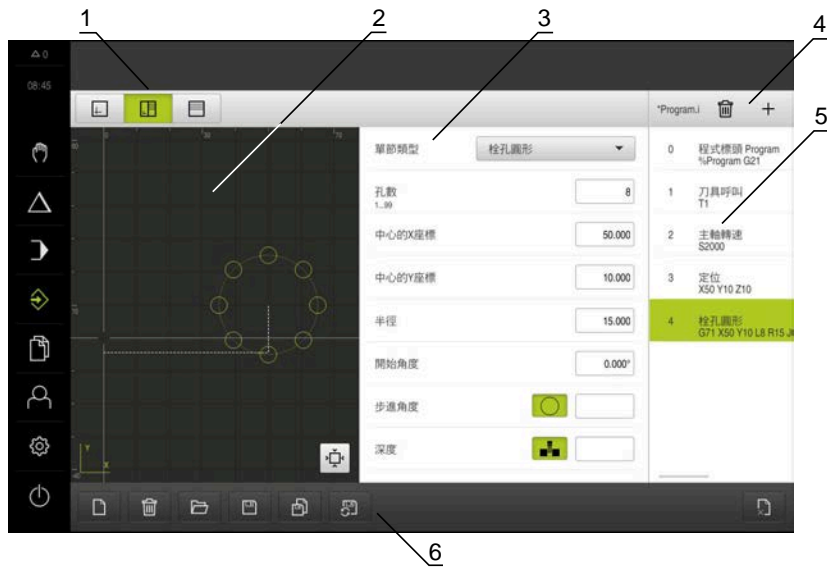 1
2
3
4
5
6
0
08:45
*Program.i
單節類型
栓孔圓形
孔數
1...99
8
中心的X座標
50.000
中心的Y座標
10.000
半徑
15.000
開始角度
0.000°
步進角度
深度
0 程式標頭 Program
%Program G21
1 刀具呼叫
T1
2 主軸轉速
S2000
3 定位
X50 Y10 Z10
4 栓孔圓形
G71 X50 Y10 L8 R15
Y
X